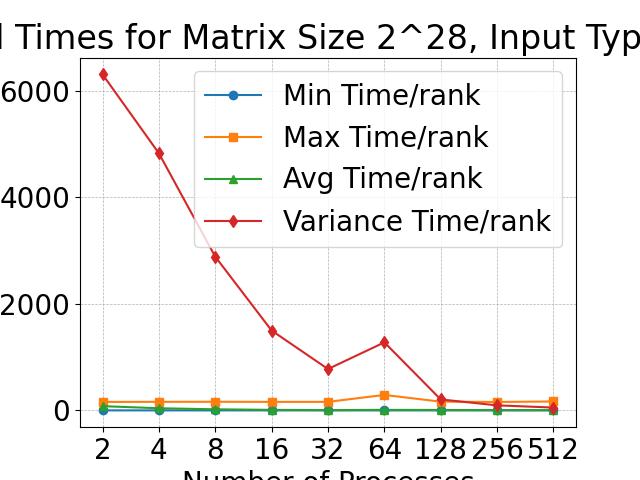 Times for Matrix Size 2^28, Input Typ
6000
4000
2000
0
Min Time/rank
Max Time/rank
Avg Time/rank
Variance Time/rank
2 4 8 16 32 64 128 256 512
Number of Processes